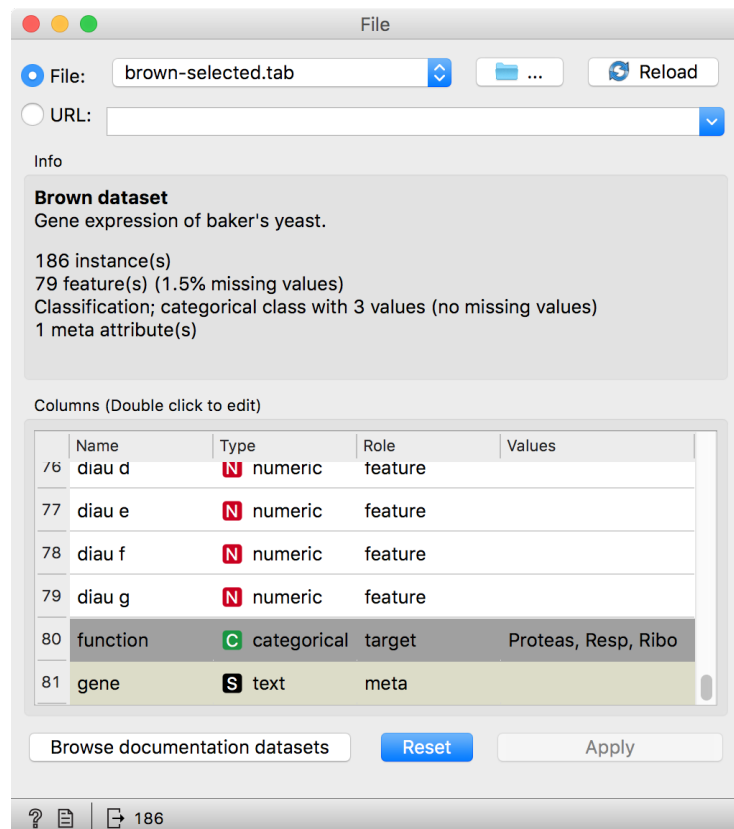 File
File: brown-selected.tab ... Reload
URL:
Info
Brown dataset
Gene expression of baker's yeast.
186 instance(s)
79 feature(s) (1.5% missing values)
Classification; categorical class with 3 values (no missing values)
1 meta attribute(s)
Columns (Double click to edit)
Name Type Role Values
76 diau d N numeric feature
77 diau e N numeric feature
78 diau f N numeric feature
79 diau g N numeric feature
80 function C categorical target Proteas, Resp, Ribo
81 gene S text meta
Browse documentation datasets Reset Apply
? 186